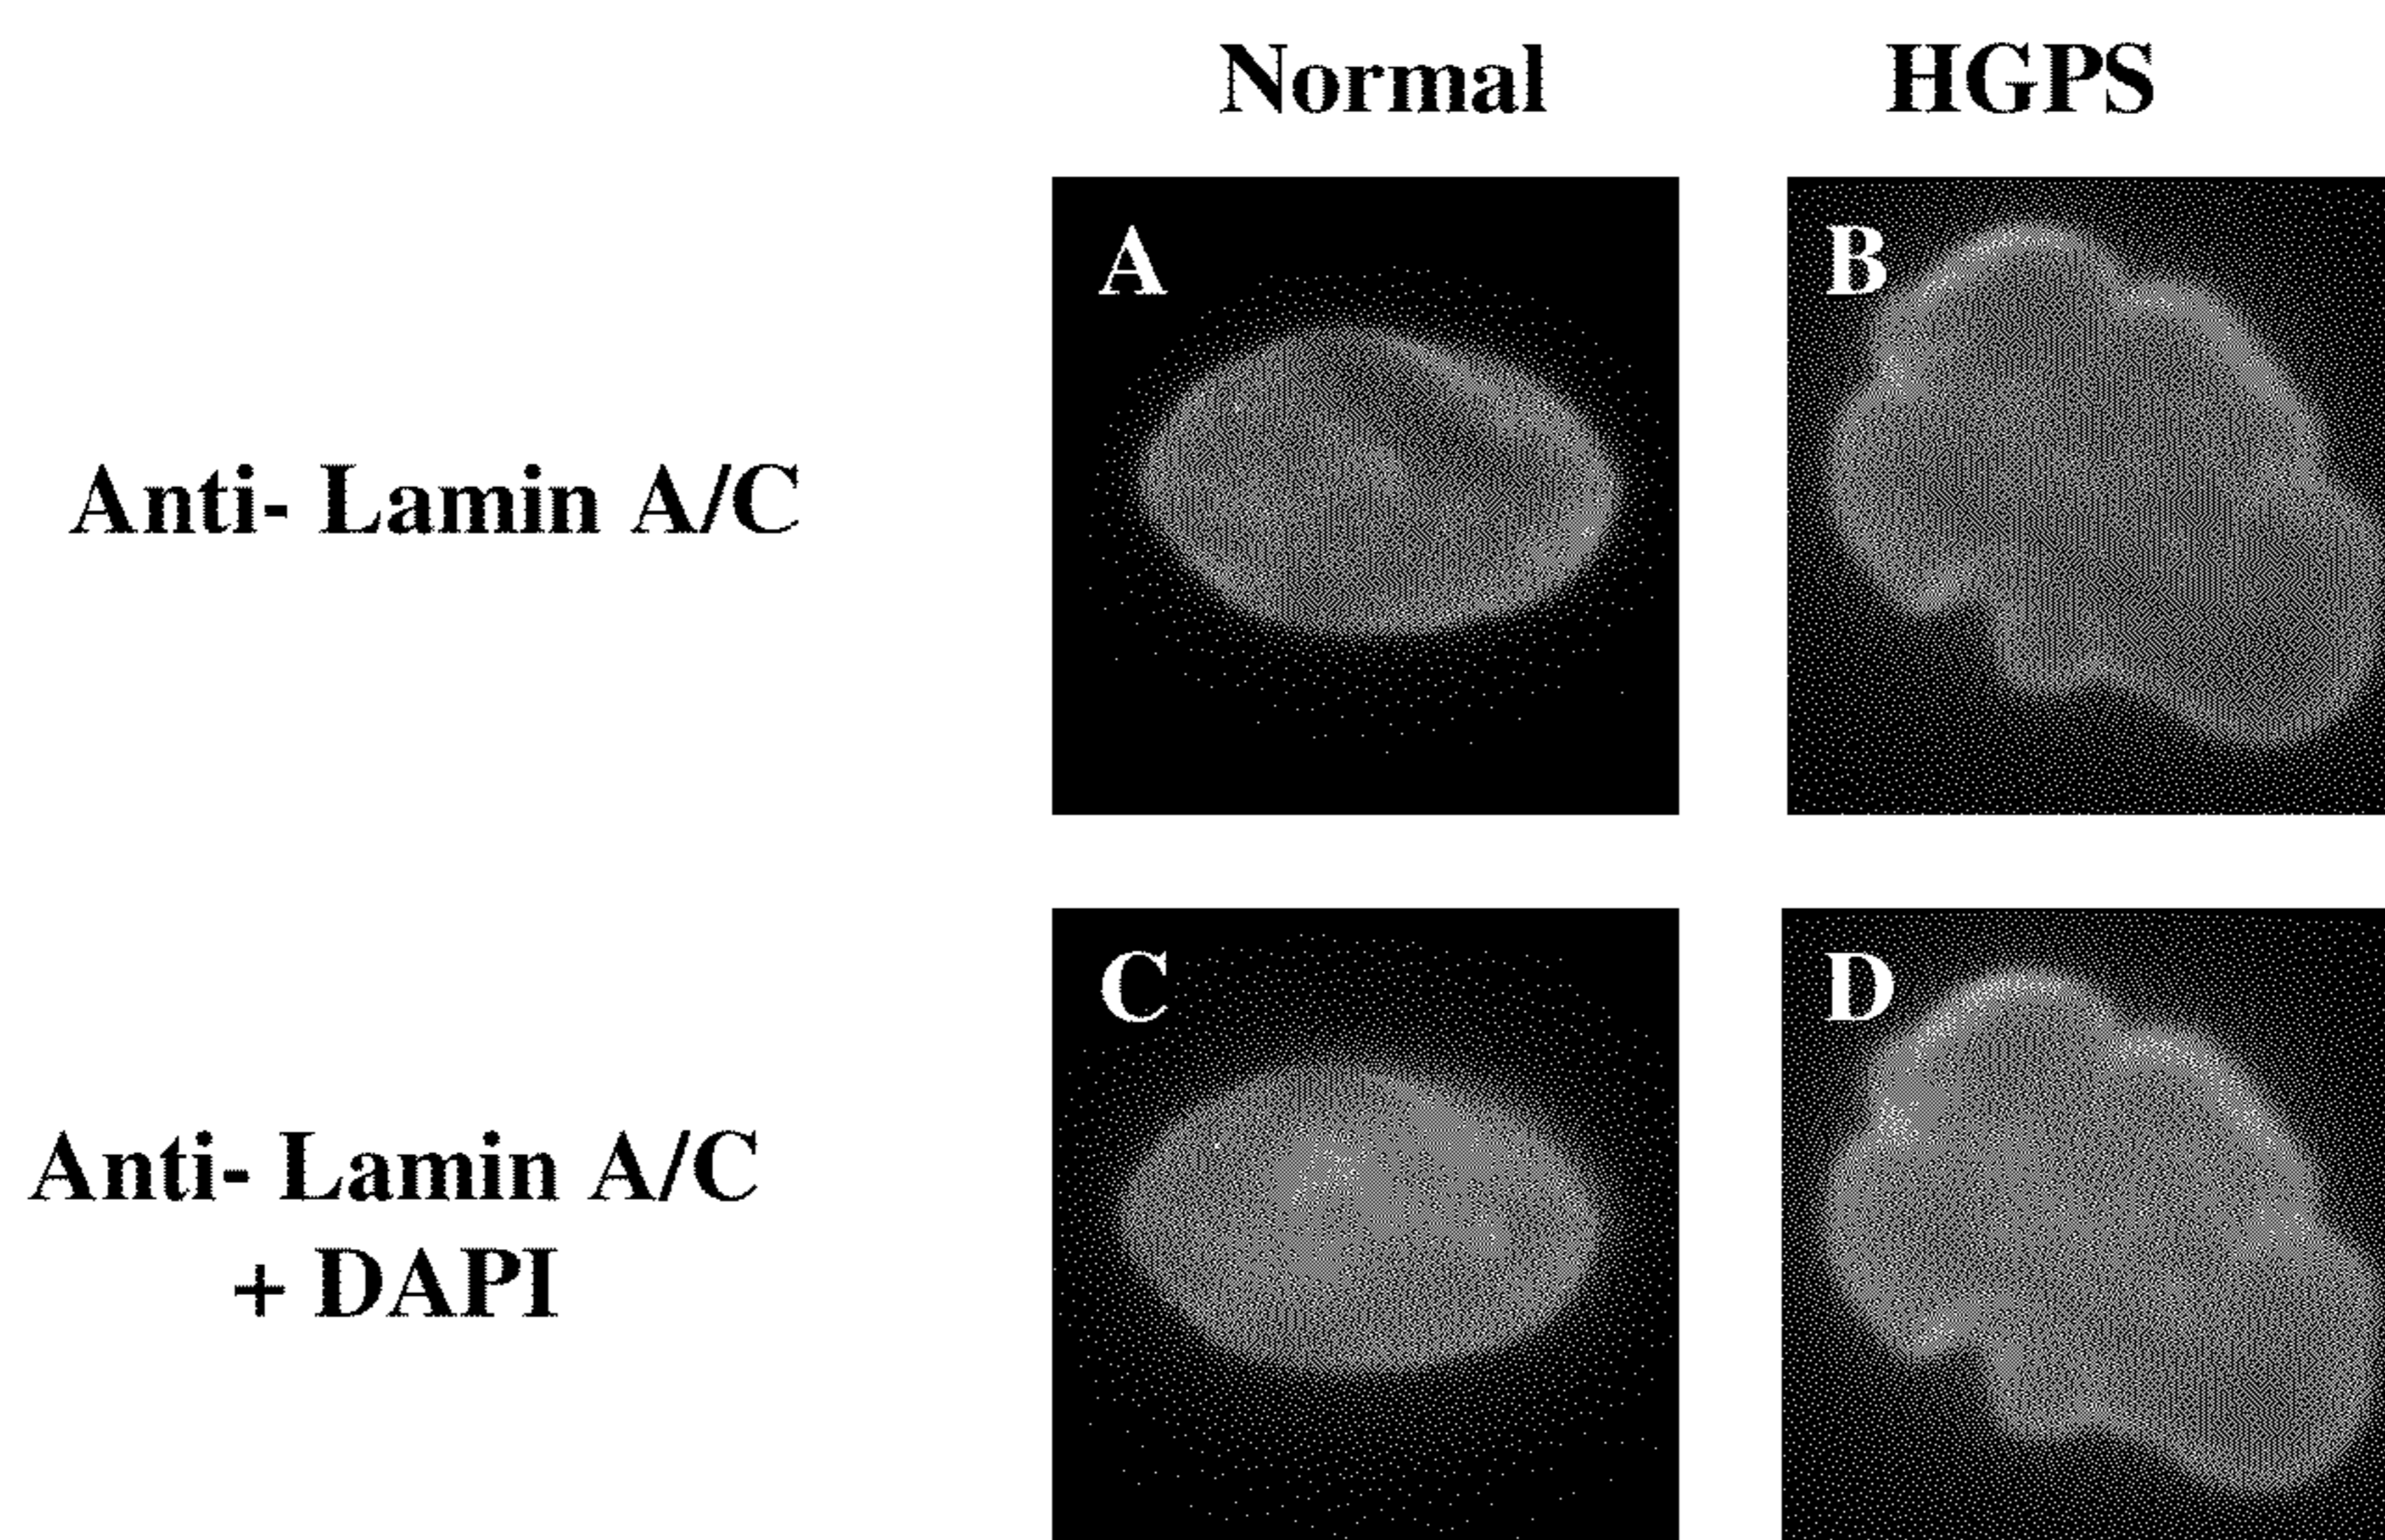 Normal HGPS
A B
Anti- Lamin A/C
C D
Anti- Lamin A/C
+ DAPI